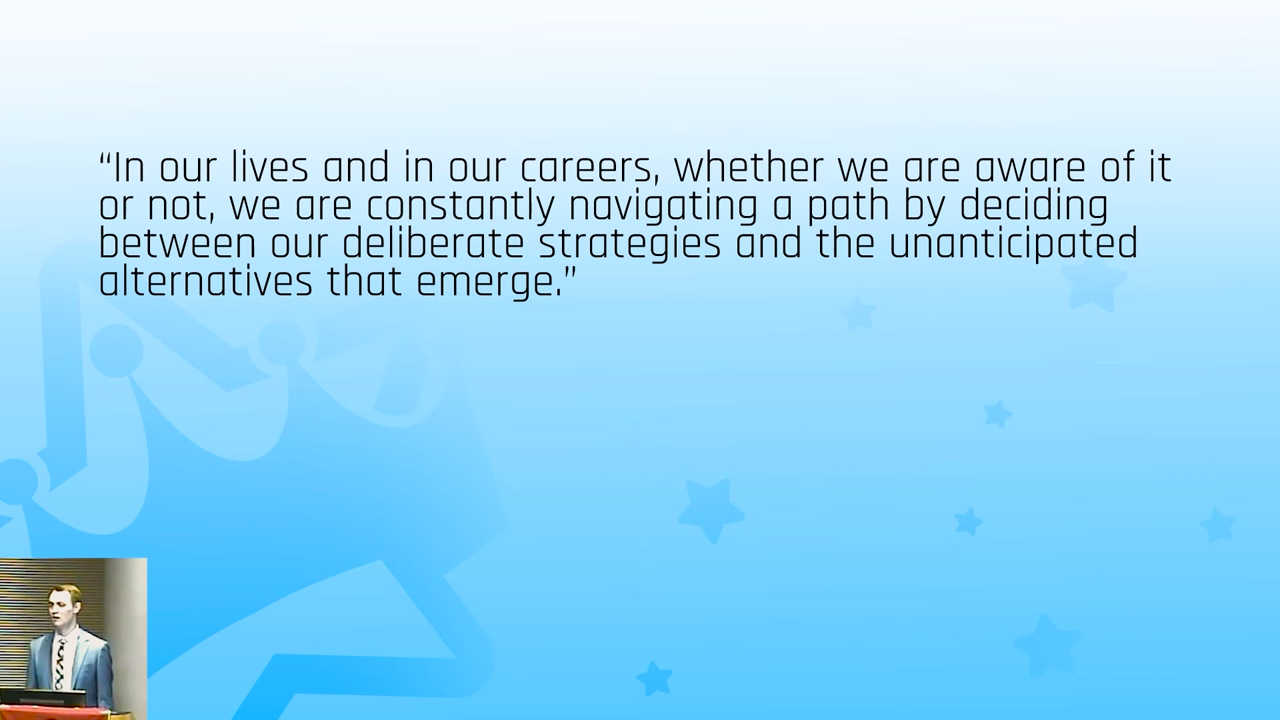 “In our lives and in our careers, whether we are aware of it
or not, we are constantly navigating a path by deciding
between our deliberate strategies and the unanticipated
alternatives that emerge.”